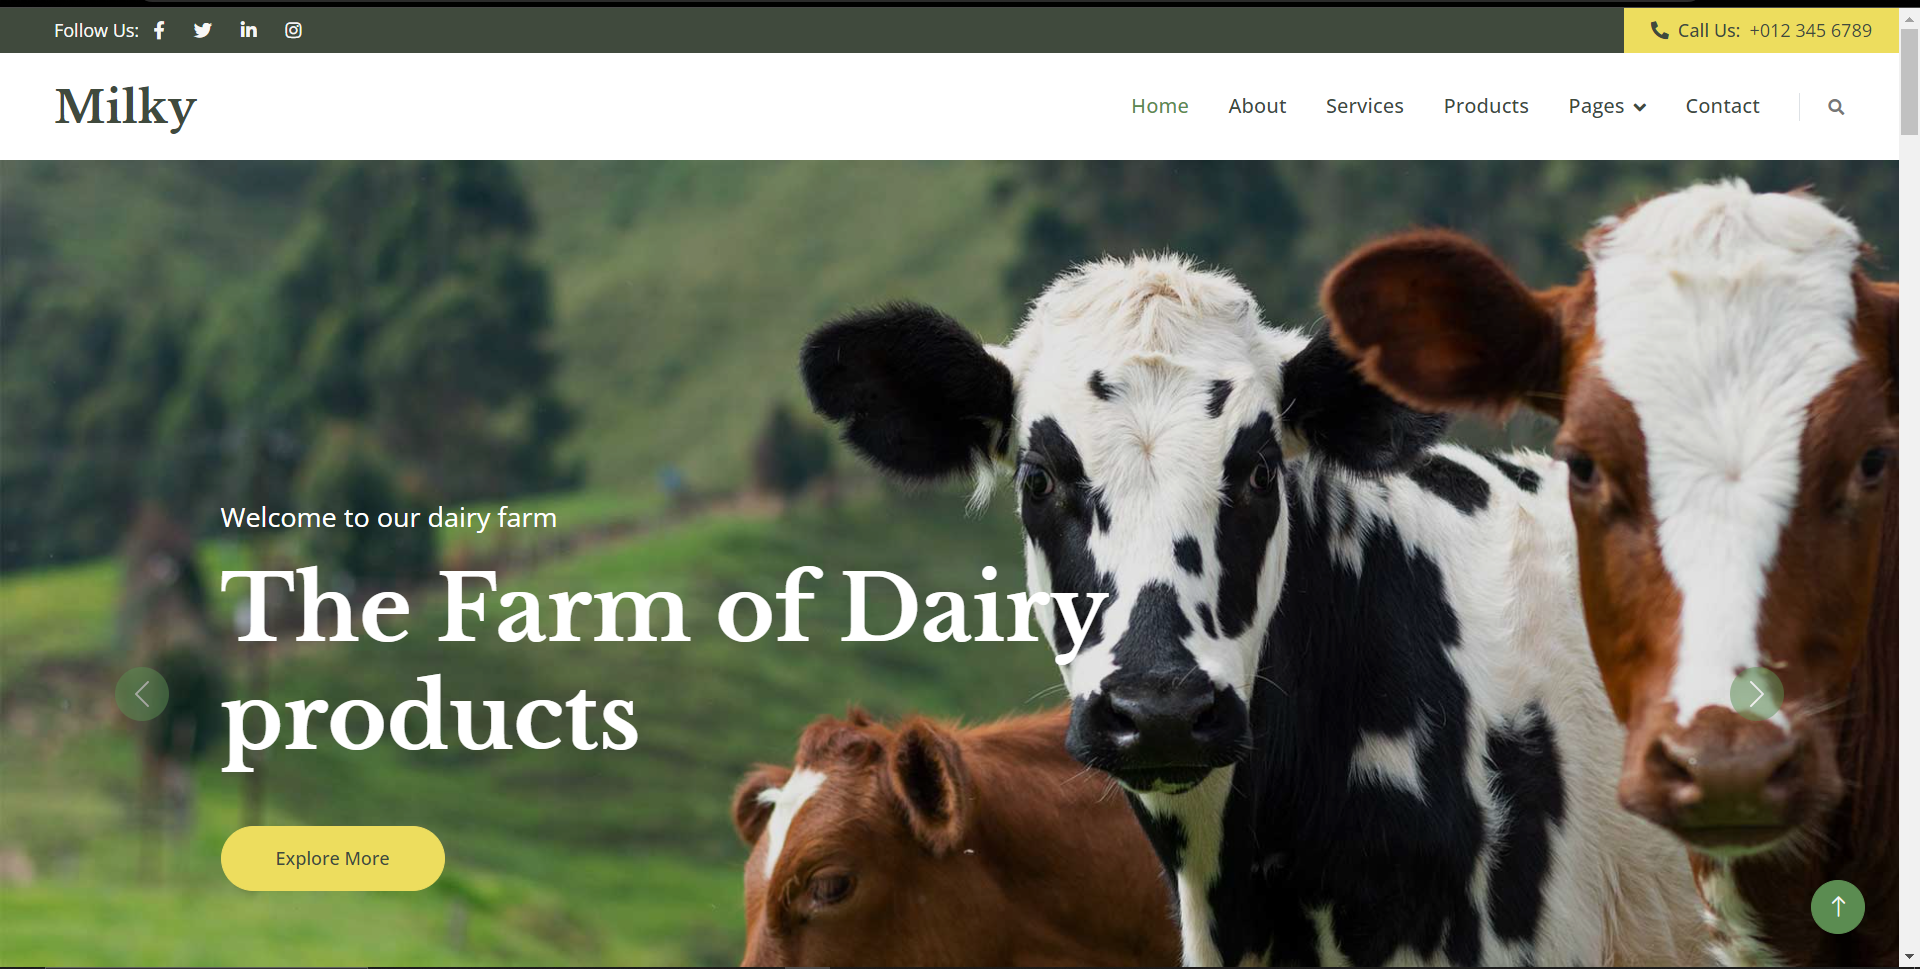 Follow Us:
Call Us: +012 345 6789
Milky
Home About Services Products Pages Contact
Welcome to our dairy farm
The Farm of Dairy
products
Explore More